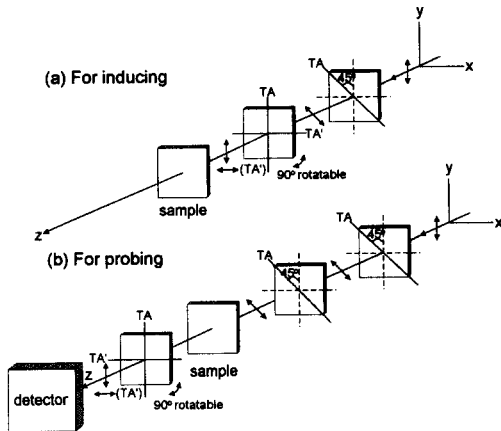 y
x
TA
45°
(a) For inducing
TA
TA'
(TA')
90° rotatable
sample
z
y
x
TA
45°
(b) For probing
TA
45°
TA
TA'
z
(TA')
sample
90° rotatable
detector